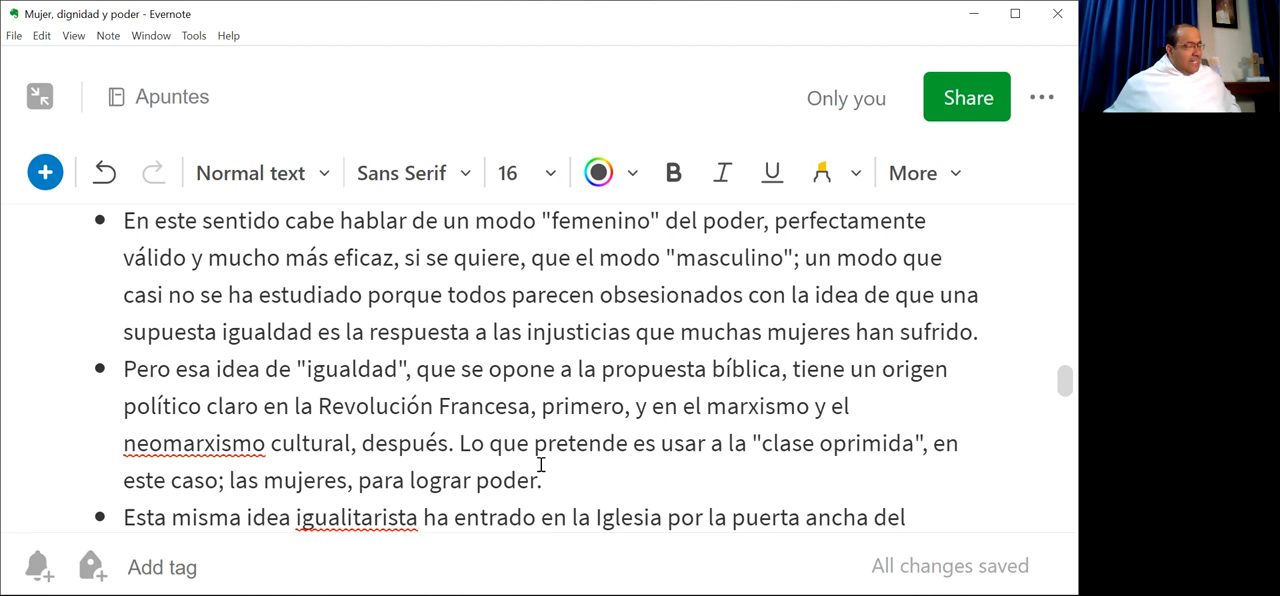 Mujer, dignidad y poder - Evernote
File Edit View Note Window Tools Help
Apuntes
Only you
Share
Normal text
Sans Serif
16
B I U
More
En este sentido cabe hablar de un modo "femenino" del poder, perfectamente
válido y mucho más eficaz, si se quiere, que el modo "masculino"; un modo que
casi no se ha estudiado porque todos parecen obsesionados con la idea de que una
supuesta igualdad es la respuesta a las injusticias que muchas mujeres han sufrido.
Pero esa idea de "igualdad", que se opone a la propuesta bíblica, tiene un origen
político claro en la Revolución Francesa, primero, y en el marxismo y el
neomarxismo cultural, después. Lo que pretende es usar a la "clase oprimida", en
este caso; las mujeres, para lograr poder.
Esta misma idea igualitarista ha entrado en la Iglesia por la puerta ancha del
Add tag
All changes saved